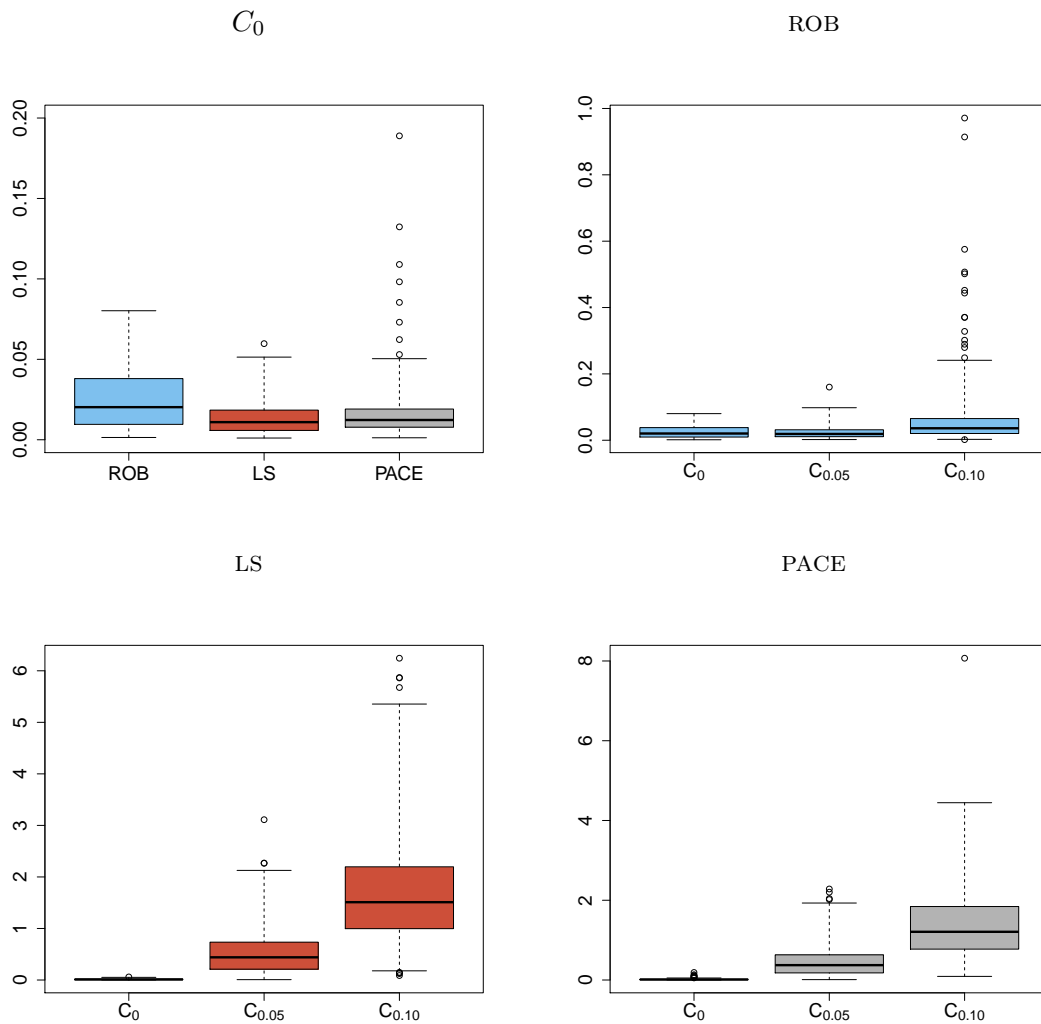 C₀
ROB
0.00 0.05 0.10 0.15 0.20
ROB LS PACE
0.0 0.2 0.4 0.6 0.8 1.0
C₀ C₀.₀₅ C₀.₁₀
LS
PACE
0 1 2 3 4 5 6
C₀ C₀.₀₅ C₀.₁₀
0 2 4 6 8
C₀ C₀.₀₅ C₀.₁₀